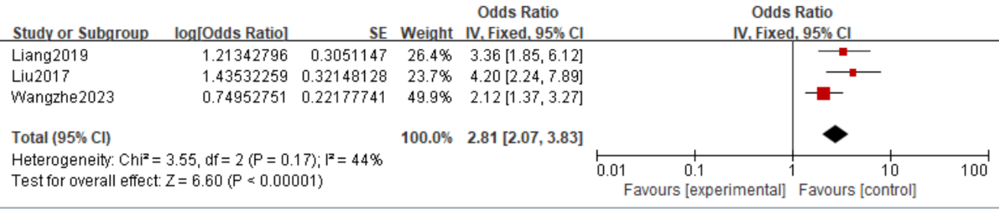 Odds Ratio Odds Ratio
Study or Subgroup log[Odds Ratio] SE Weight IV, Fixed, 95% CI IV, Fixed, 95% CI
Liang2019 1.21342796 0.3051147 26.4% 3.36 [1.85, 6.12]
Liu2017 1.43532259 0.32148128 23.7% 4.20 [2.24, 7.89]
Wangzhe2023 0.74952751 0.22177741 49.9% 2.12 [1.37, 3.27]
Total (95% CI) 100.0% 2.81 [2.07, 3.83]
Heterogeneity: Chi² = 3.55, df = 2 (P = 0.17); I² = 44%
Test for overall effect: Z = 6.60 (P < 0.00001)
0.01 0.1 1 10 100
Favours [experimental] Favours [control]